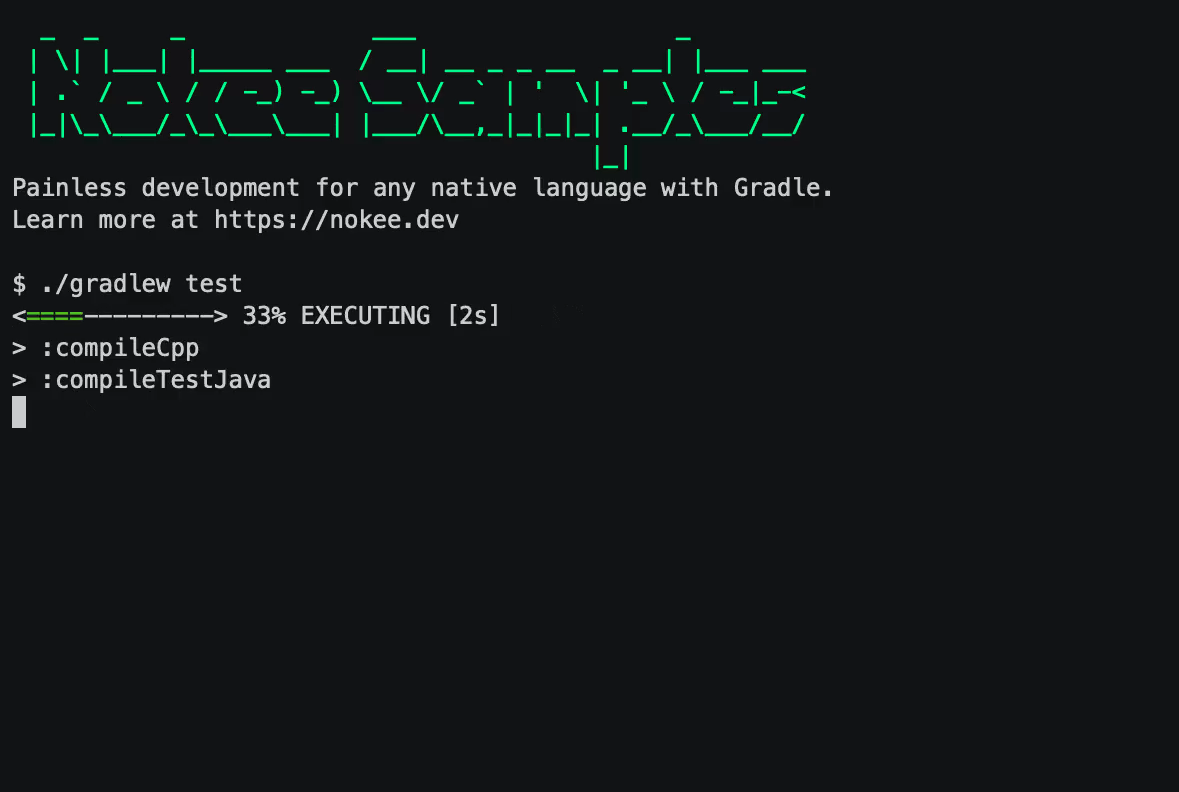 Nokee Samples
Painless development for any native language with Gradle.
Learn more at https://nokee.dev
$ ./gradlew test
<====---------> 33% EXECUTING [2s]
> :compileCpp
> :compileTestJava